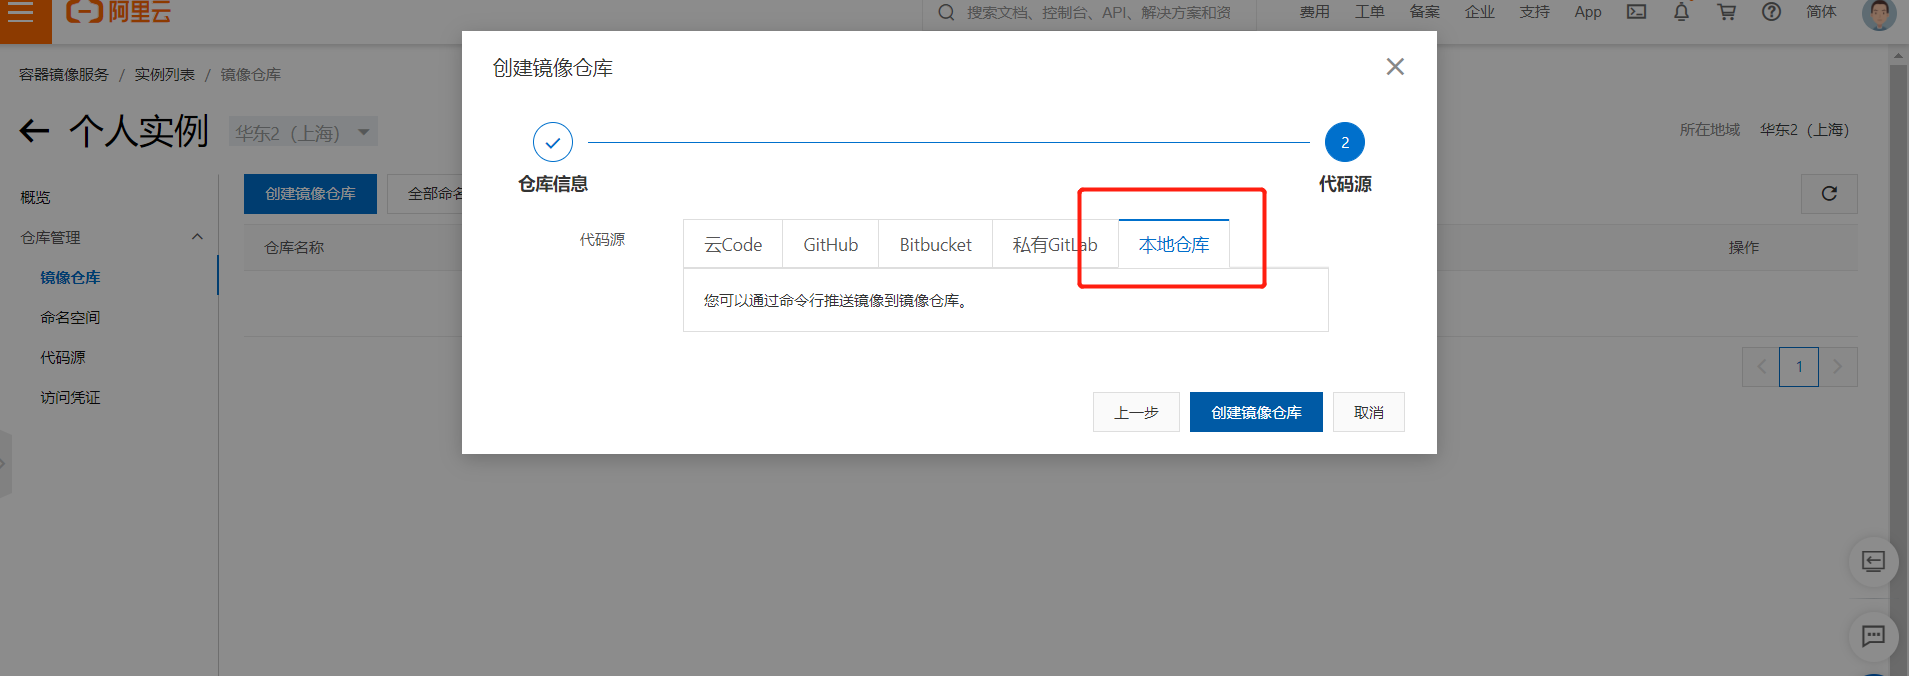 阿里云
搜索文档、控制台、API、解决方案和资
费用 工单 备案 企业 支持 App 简体
容器镜像服务 / 实例列表 / 镜像仓库
个人实例 华东2（上海）
所在地域 华东2（上海）
概览
仓库管理
镜像仓库
命名空间
代码源
访问凭证
创建镜像仓库 全部命名
仓库名称 操作
1
创建镜像仓库
2
仓库信息 代码源
代码源 云Code GitHub Bitbucket 私有GitLab 本地仓库
您可以通过命令行推送镜像到镜像仓库。
上一步 创建镜像仓库 取消